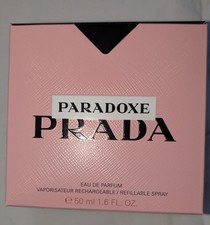 PARADOXE
PRADA
EAU DE PARFUM
VAPORISATEUR RECHARGEABLE / REFILLABLE SPRAY
℮ 50 ml 1.6 FL. OZ.